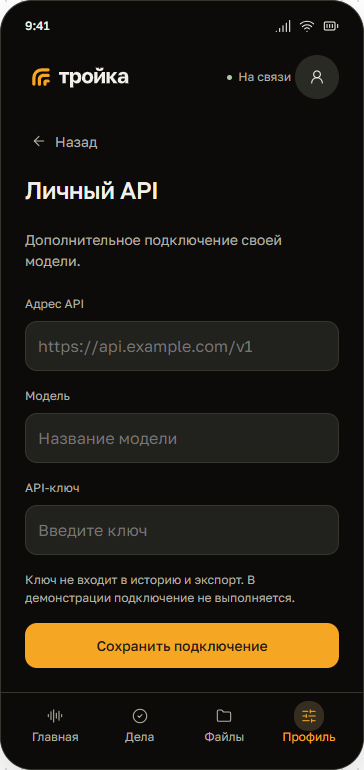 9:41
тройка
На связи
Назад
Личный API
Дополнительное подключение своей
модели.
Адрес API
https://api.example.com/v1
Модель
Название модели
API-ключ
Введите ключ
Ключ не входит в историю и экспорт. В
демонстрации подключение не выполняется.
Сохранить подключение
Главная
Дела
Файлы
Профиль